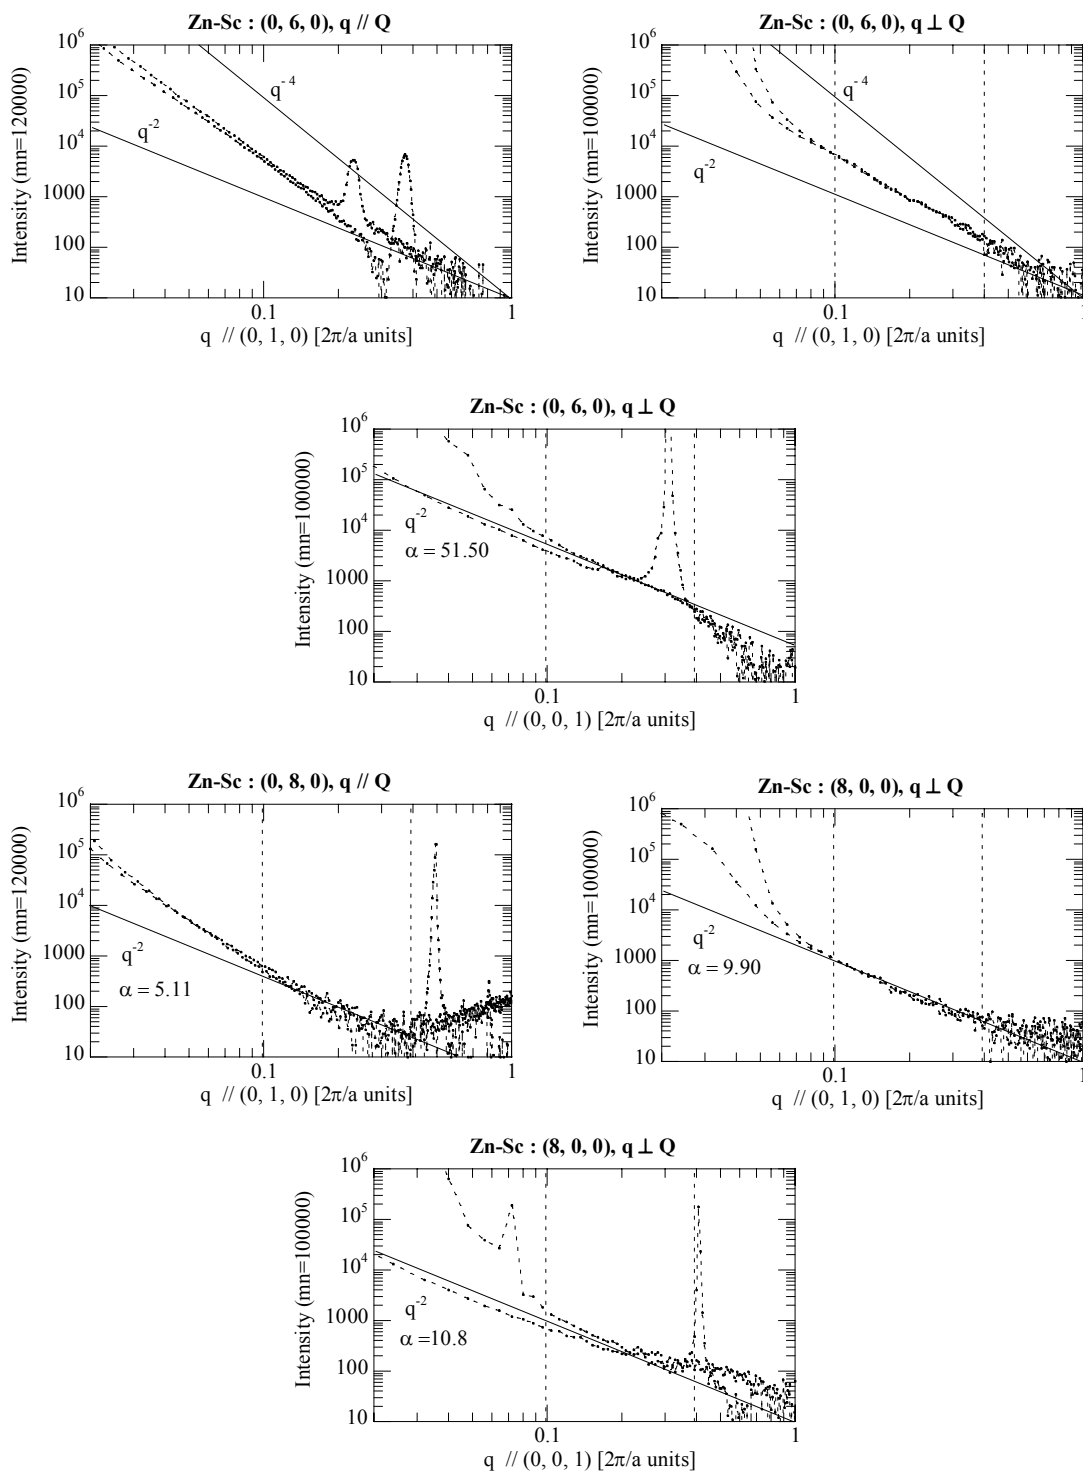 Zn-Sc : (0, 6, 0), q // Q
Intensity (mn=120000)
10^6
10^5
10^4
1000
100
10
q^-4
q^-2
0.1
1
q // (0, 1, 0) [2π/a units]
Zn-Sc : (0, 6, 0), q ⊥ Q
Intensity (mn=100000)
10^6
10^5
10^4
1000
100
10
q^-4
q^-2
0.1
1
q // (0, 1, 0) [2π/a units]
Zn-Sc : (0, 6, 0), q ⊥ Q
Intensity (mn=100000)
10^6
10^5
10^4
1000
100
10
q^-2
α = 51.50
0.1
1
q // (0, 0, 1) [2π/a units]
Zn-Sc : (0, 8, 0), q // Q
Intensity (mn=120000)
10^6
10^5
10^4
1000
100
10
q^-2
α = 5.11
0.1
1
q // (0, 1, 0) [2π/a units]
Zn-Sc : (8, 0, 0), q ⊥ Q
Intensity (mn=100000)
10^6
10^5
10^4
1000
100
10
q^-2
α = 9.90
0.1
1
q // (0, 1, 0) [2π/a units]
Zn-Sc : (8, 0, 0), q ⊥ Q
Intensity (mn=100000)
10^6
10^5
10^4
1000
100
10
q^-2
α =10.8
0.1
1
q // (0, 0, 1) [2π/a units]